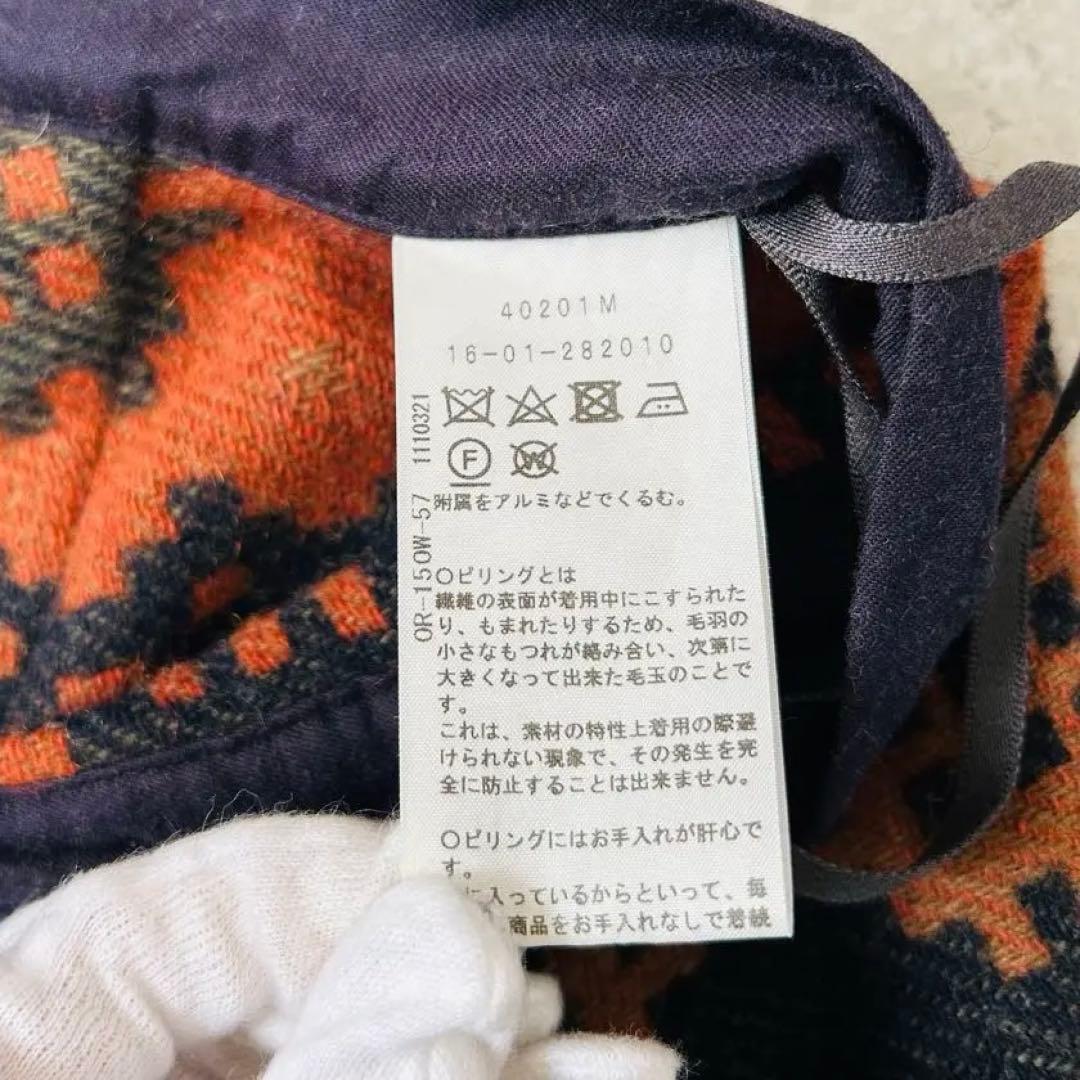 40201M
16-01-282010
F
W
附属をアルミなどでくるむ。
OR-150W-57 1110321
〇ピリングとは
繊維の表面が着用中にこすられた
り、もまれたりするため、毛羽の
小さなもつれが絡み合い、次第に
大きくなって出来た毛玉のことで
す。
これは、素材の特性上着用の際避
けられない現象で、その発生を完
全に防止することは出来ません。
〇ピリングにはお手入れが肝心で
す。
に入っているからといって、毎
商品をお手入れなしで着続